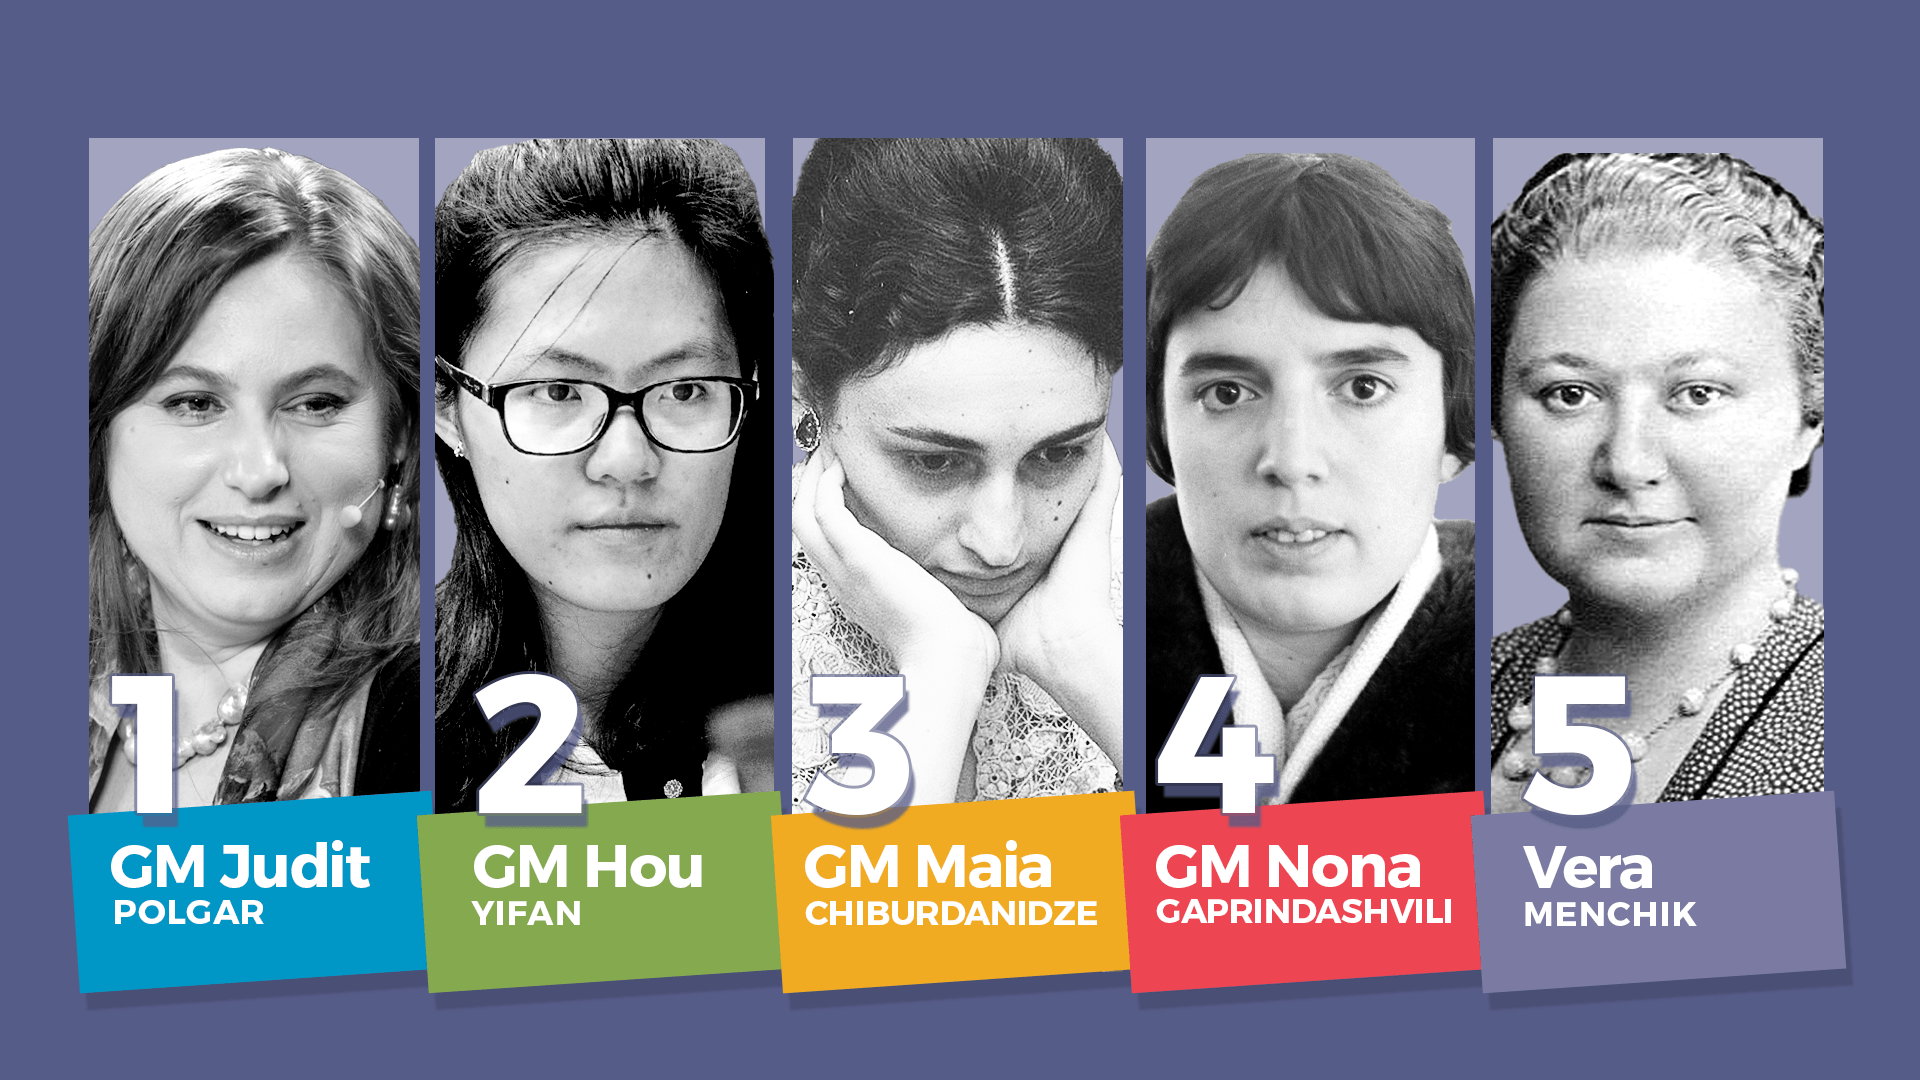 1
GM Judit
POLGAR
2
GM Hou
YIFAN
3
GM Maia
CHIBURDANIDZE
4
GM Nona
GAPRINDASHVILI
5
Vera
MENCHIK